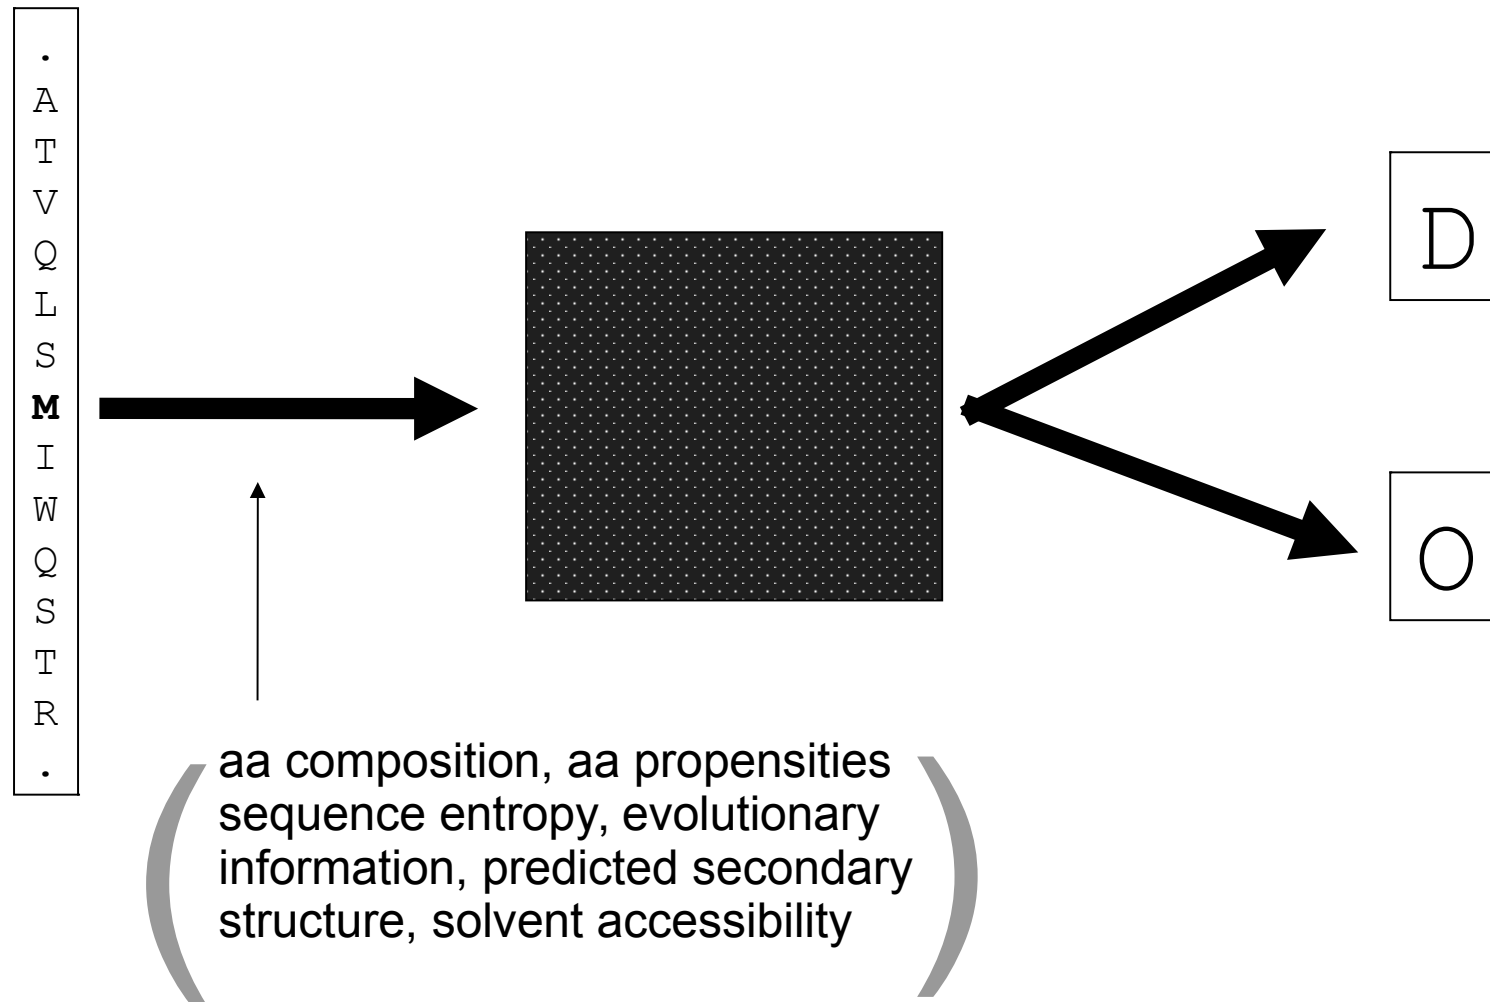 .
A
T
V
Q
L
S
M
I
W
Q
S
T
R
.
D
O
(aa composition, aa propensities
sequence entropy, evolutionary
information, predicted secondary
structure, solvent accessibility)